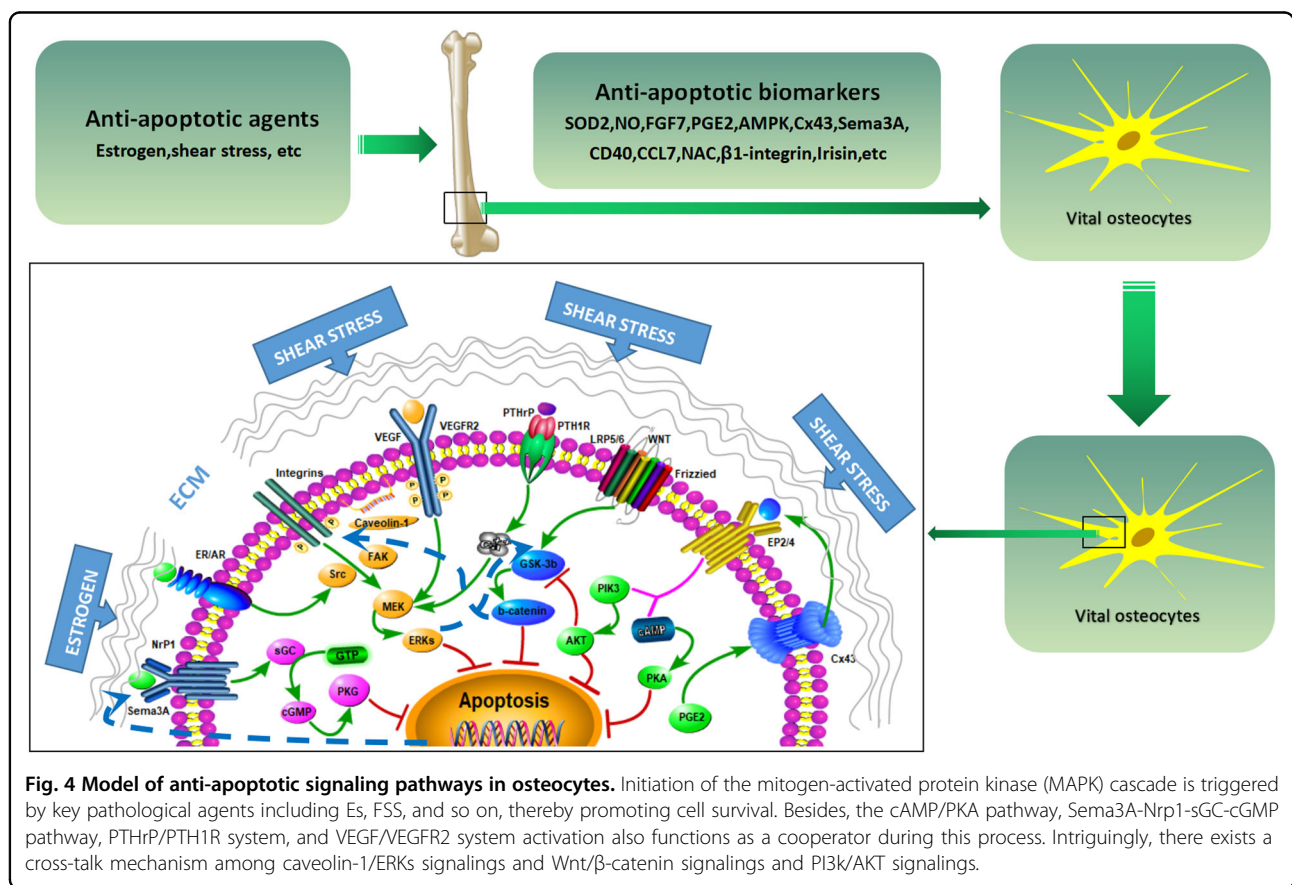 Anti-apoptotic agents
Estrogen,shear stress, etc
Anti-apoptotic biomarkers
SOD2,NO,FGF7,PGE2,AMPK,Cx43,Sema3A,
CD40,CCL7,NAC,β1-integrin,Irisin,etc
Vital osteocytes
SHEAR STRESS
SHEAR STRESS
SHEAR STRESS
ECM
ESTROGEN
Integrins
VEGF
VEGFR2
PTHrP
PTH1R
LRP5/6
WNT
Frizzied
P
P
P
P
P
P
Caveolin-1
FAK
ER/AR
Src
MEK
ERKs
GSK-3b
b-catenin
EP2/4
PIK3
AKT
cAMP
PKA
PGE2
Cx43
NrP1
Sema3A
sGC
GTP
cGMP
PKG
Apoptosis
Vital osteocytes
Fig. 4 Model of anti-apoptotic signaling pathways in osteocytes. Initiation of the mitogen-activated protein kinase (MAPK) cascade is triggered
by key pathological agents including Es, FSS, and so on, thereby promoting cell survival. Besides, the cAMP/PKA pathway, Sema3A-Nrp1-sGC-cGMP
pathway, PTHrP/PTH1R system, and VEGF/VEGFR2 system activation also functions as a cooperator during this process. Intriguingly, there exists a
cross-talk mechanism among caveolin-1/ERKs signalings and Wnt/β-catenin signalings and PI3k/AKT signalings.